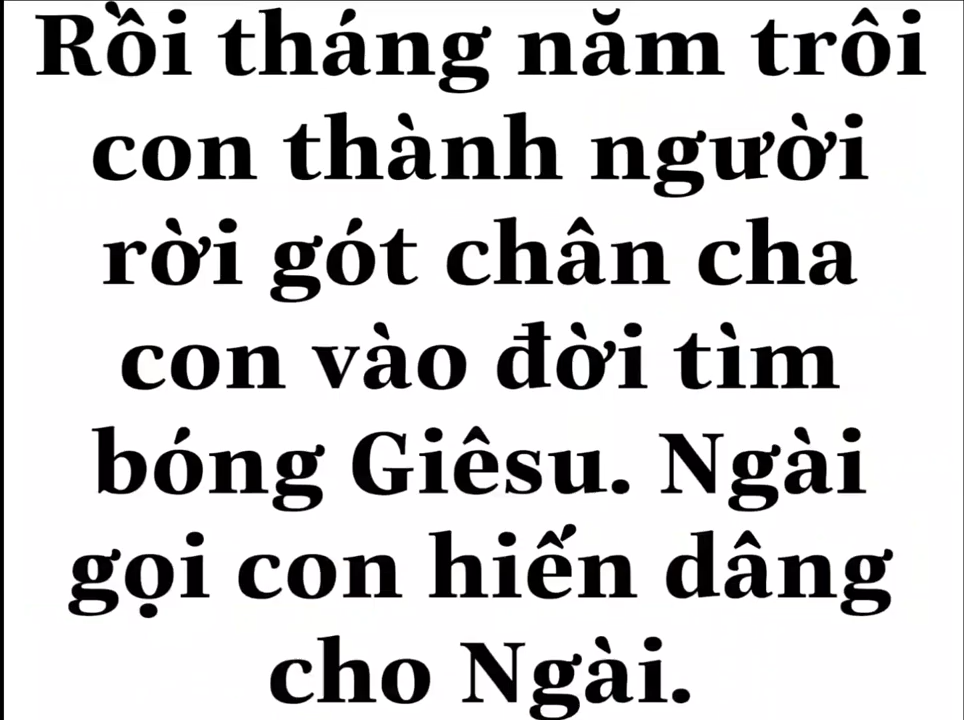 Rồi tháng năm trôi
con thành người
rời gót chân cha
con vào đời tìm
bóng Giêsu. Ngài
gọi con hiến dâng
cho Ngài.